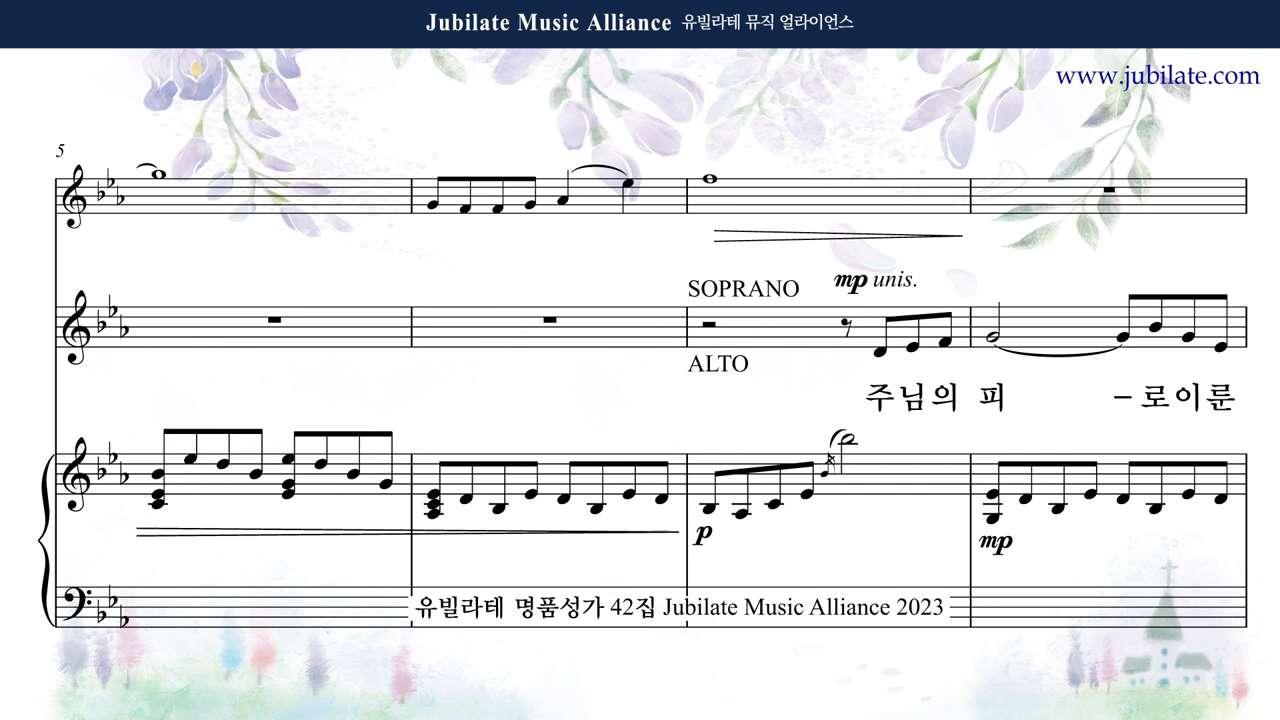 Jubilate Music Alliance 유빌라테 뮤직 얼라이언스
www.jubilate.com
5
SOPRANO
mp unis.
ALTO
주님의 피 －로이룬
p
mp
유빌라테 명품성가 42집 Jubilate Music Alliance 2023